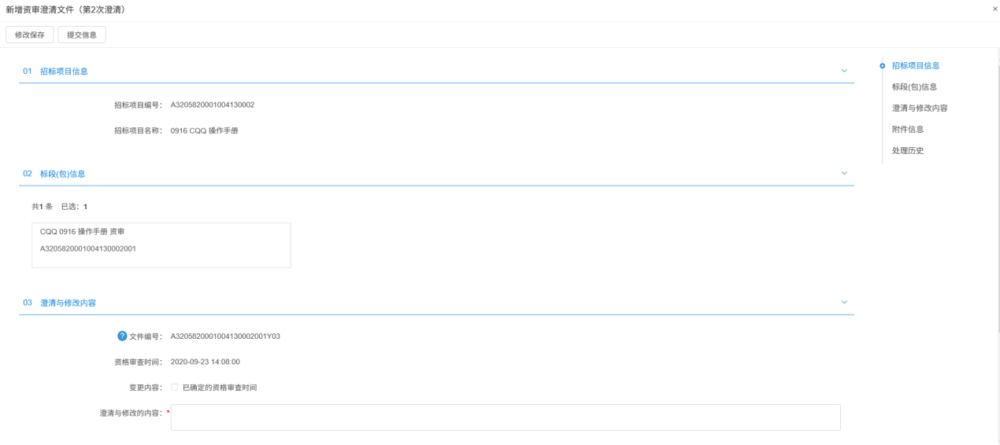 新增资审澄清文件（第2次澄清）
×
修改保存 提交信息
01 招标项目信息
招标项目编号： A3205820001004130002
招标项目名称： 0916 CQQ 操作手册
02 标段(包)信息
共1 条 已选：1
CQQ 0916 操作手册 资审
A3205820001004130002001
03 澄清与修改内容
? 文件编号： A3205820001004130002001Y03
资格审查时间： 2020-09-23 14:08:00
变更内容： 已确定的资格审查时间
澄清与修改的内容：*
招标项目信息
标段(包)信息
澄清与修改内容
附件信息
处理历史